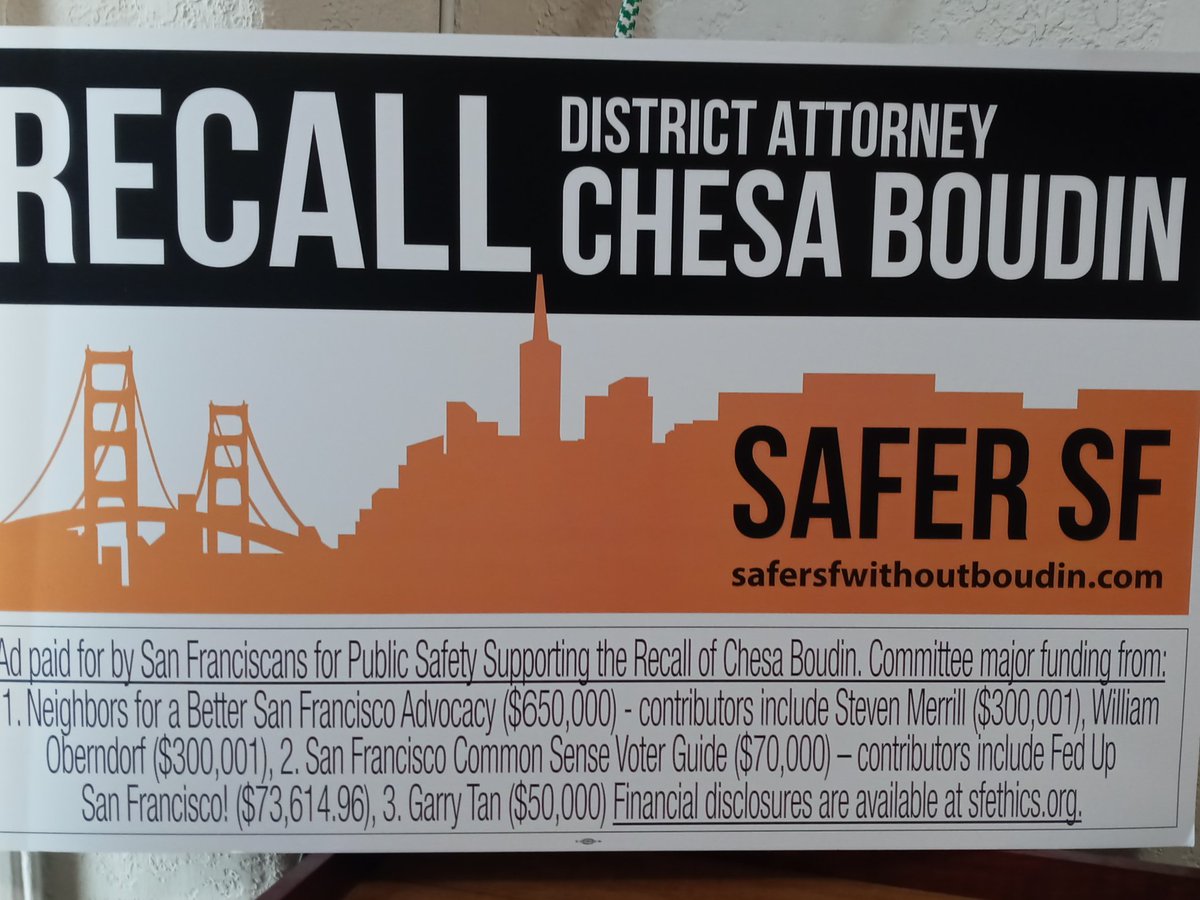 RECALL
DISTRICT ATTORNEY
CHESA BOUDIN
SAFER SF
safersfwithoutboudin.com
Ad paid for by San Franciscans for Public Safety Supporting the Recall of Chesa Boudin. Committee major funding from:
1. Neighbors for a Better San Francisco Advocacy ($650,000) - contributors include Steven Merrill ($300,001), William
Oberndorf ($300,001), 2. San Francisco Common Sense Voter Guide ($70,000) – contributors include Fed Up
San Francisco! ($73,614.96), 3. Garry Tan ($50,000) Financial disclosures are available at sfethics.org.